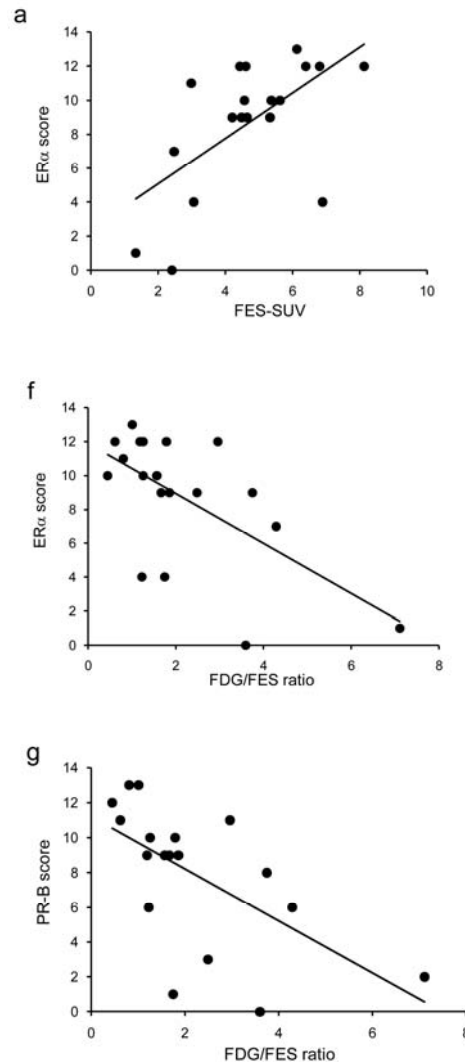 a
14
12
10
8
6
4
2
0
ERα score
0 2 4 6 8 10
FES-SUV
f
14
12
10
8
6
4
2
0
ERα score
0 2 4 6 8
FDG/FES ratio
g
14
12
10
8
6
4
2
0
PR-B score
0 2 4 6 8
FDG/FES ratio